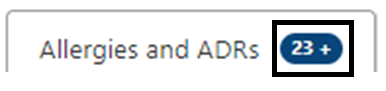 Allergies and ADRs 23 +